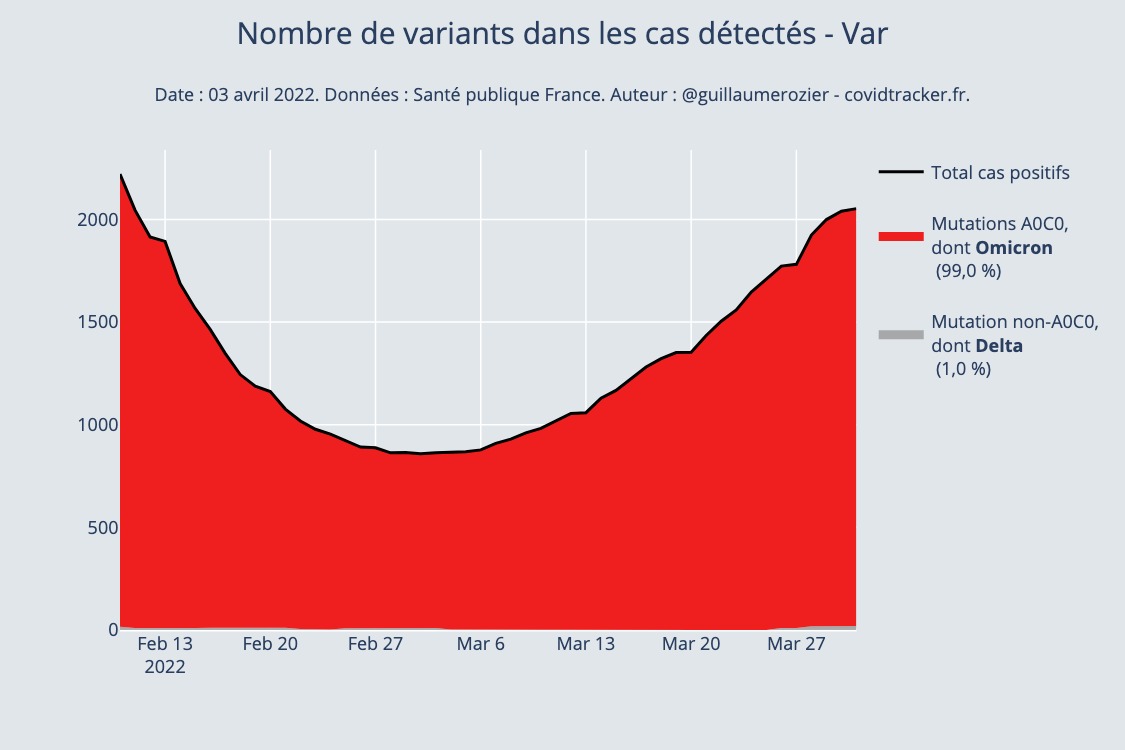 Nombre de variants dans les cas détectés - Var
Date : 03 avril 2022. Données : Santé publique France. Auteur : @guillaumerozier - covidtracker.fr.
Total cas positifs
Mutations A0C0,
dont Omicron
(99,0 %)
Mutation non-A0C0,
dont Delta
(1,0 %)
2000
1500
1000
500
0
Feb 13 Feb 20 Feb 27 Mar 6 Mar 13 Mar 20 Mar 27
2022